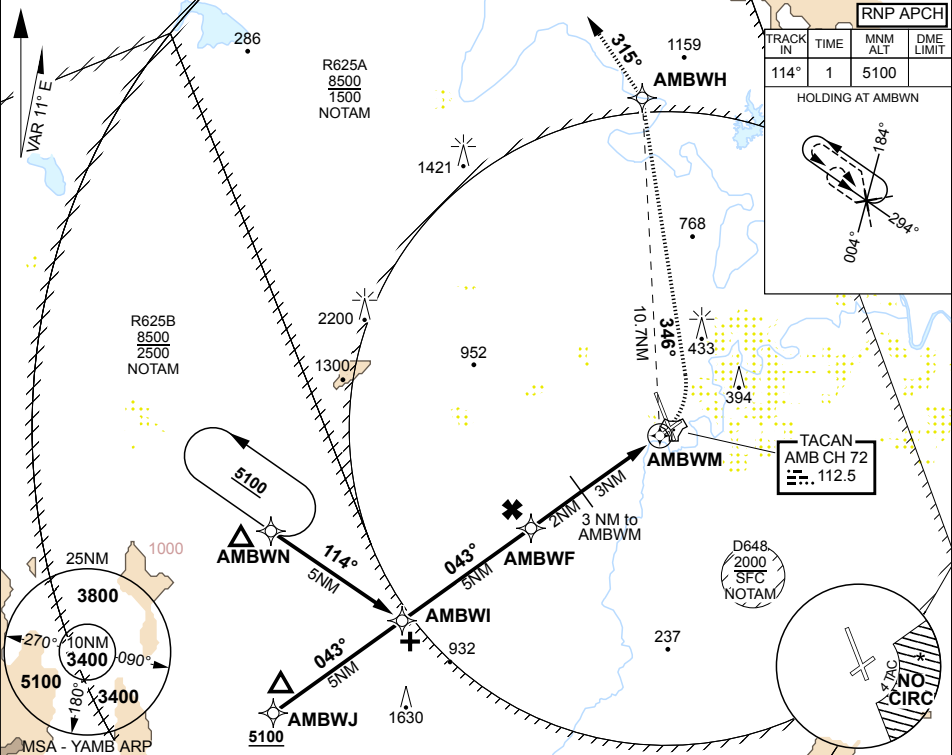 RNP APCH
TRACK IN
TIME
MNM ALT
DME LIMIT
114°
1
5100
HOLDING AT AMBWN
184°
294°
004°
VAR 11° E
286
R625A
8500
1500
NOTAM
315°
1159
AMBWH
1421
768
2200
R625B
8500
2500
NOTAM
1300
952
10.7NM
346°
433
394
AMBWM
TACAN
AMB CH 72
112.5
5100
AMBWN
114°
5NM
043°
5NM
AMBWF
2NM
3NM
3 NM to
AMBWM
1000
25NM
3800
10NM
3400
270°
090°
5100
180°
3400
MSA - YAMB ARP
AMBWI
932
043°
5NM
AMBWJ
5100
1630
237
D648
2000
SFC
NOTAM
4 TAC
*
NO
CIRC